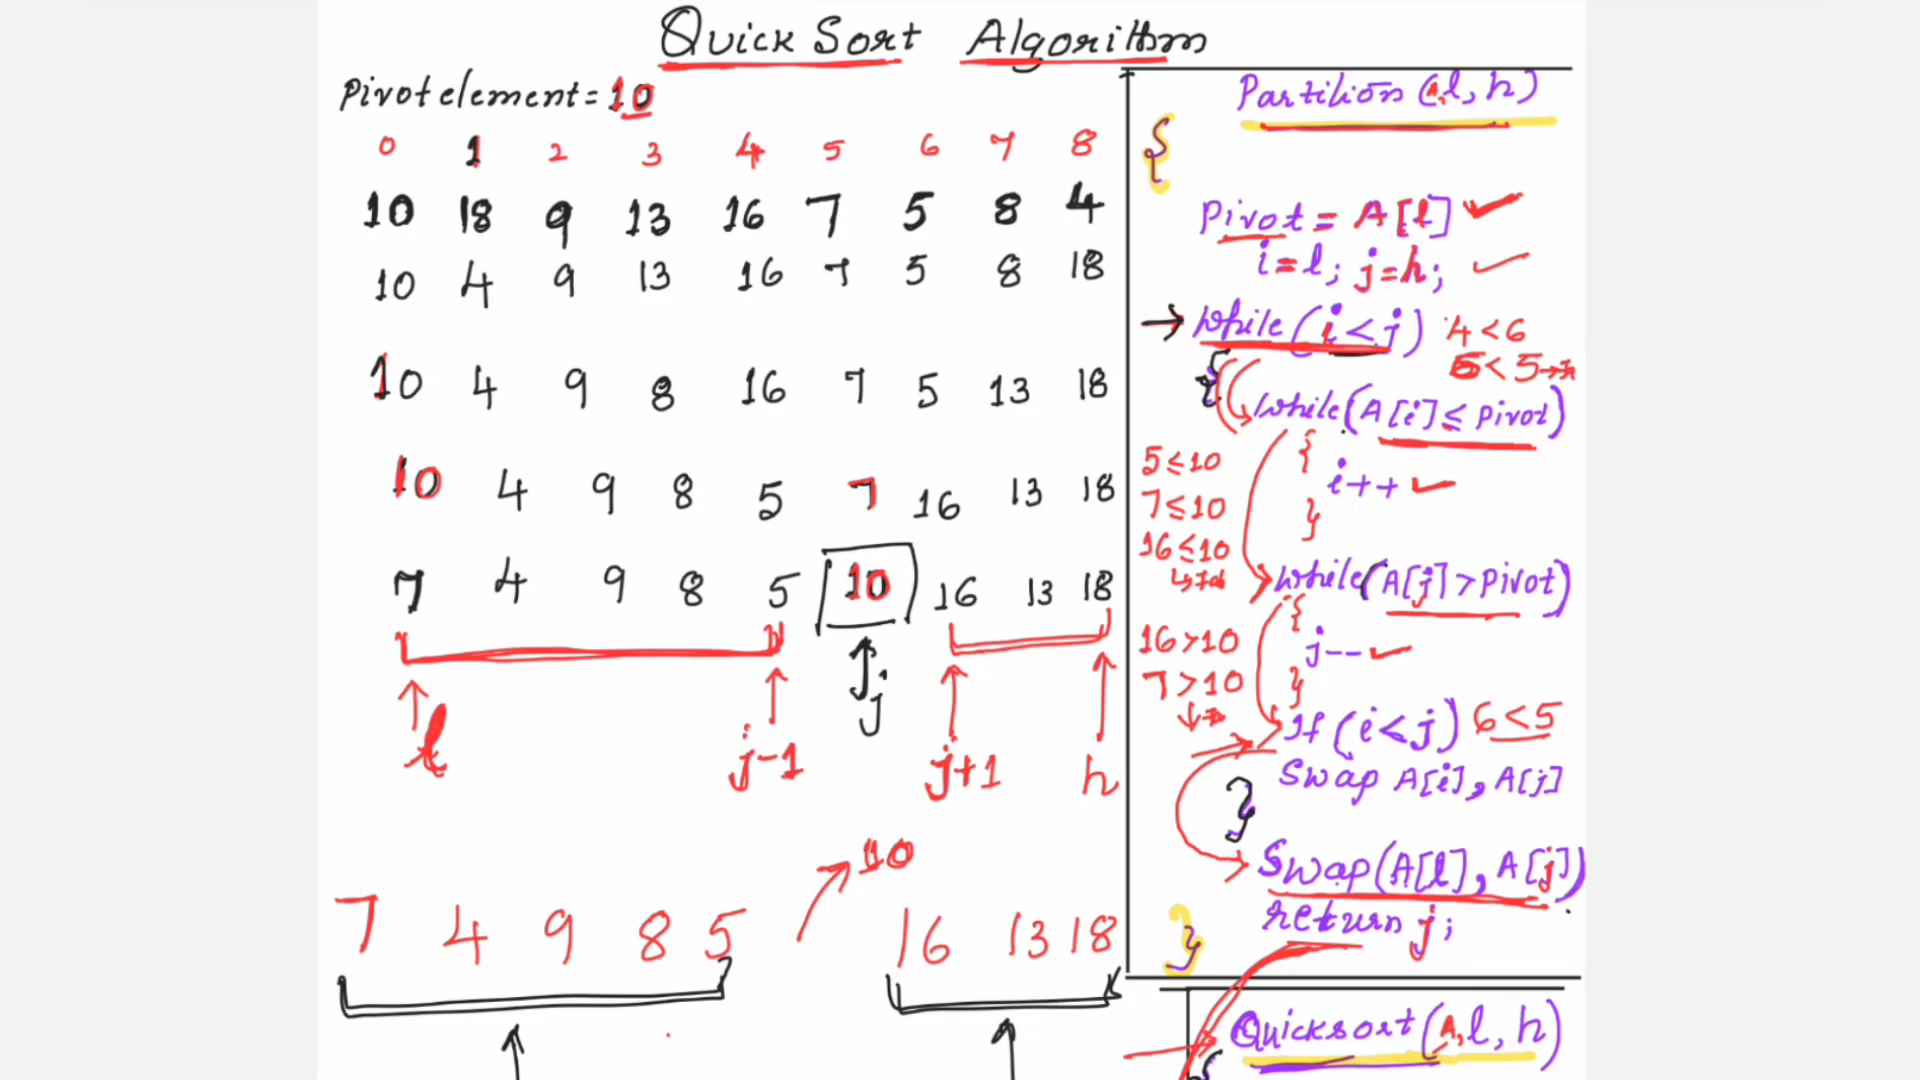 Quick Sort Algorithm
Pivot element = 10
0 1 2 3 4 5 6 7 8
10 18 9 13 16 7 5 8 4
10 4 9 13 16 7 5 8 18
10 4 9 8 16 7 5 13 18
10 4 9 8 5 7 16 13 18
7 4 9 8 5 10 16 13 18
j
l j-1 j+1 h
10
7 4 9 8 5 16 13 18
Partition (A, l, h)
{
Pivot = A[l]
i=l; j=h;
while (i<j) 4<6
{ 5→
while (A[i] ≤ pivot)
{
5≤10
i++
7≤10
}
16≤10
while (A[j] > Pivot)
{
16>10
j--
7>10
}
If (i<j) 6<5
Swap A[i], A[j]
}
Swap(A[l], A[j])
return j;
}
Quicksort (A, l, h)
{